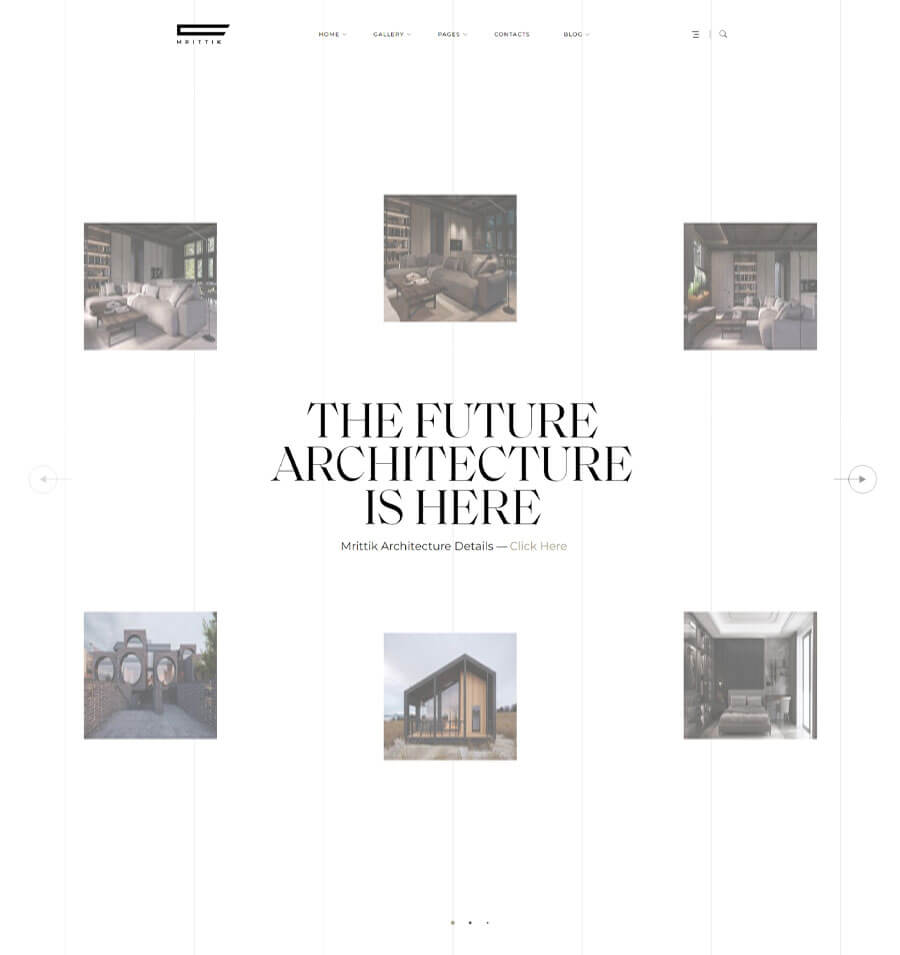 MRITTIK
HOME GALLERY PAGES CONTACTS BLOG
THE FUTURE
ARCHITECTURE
IS HERE
Mrittik Architecture Details — Click Here